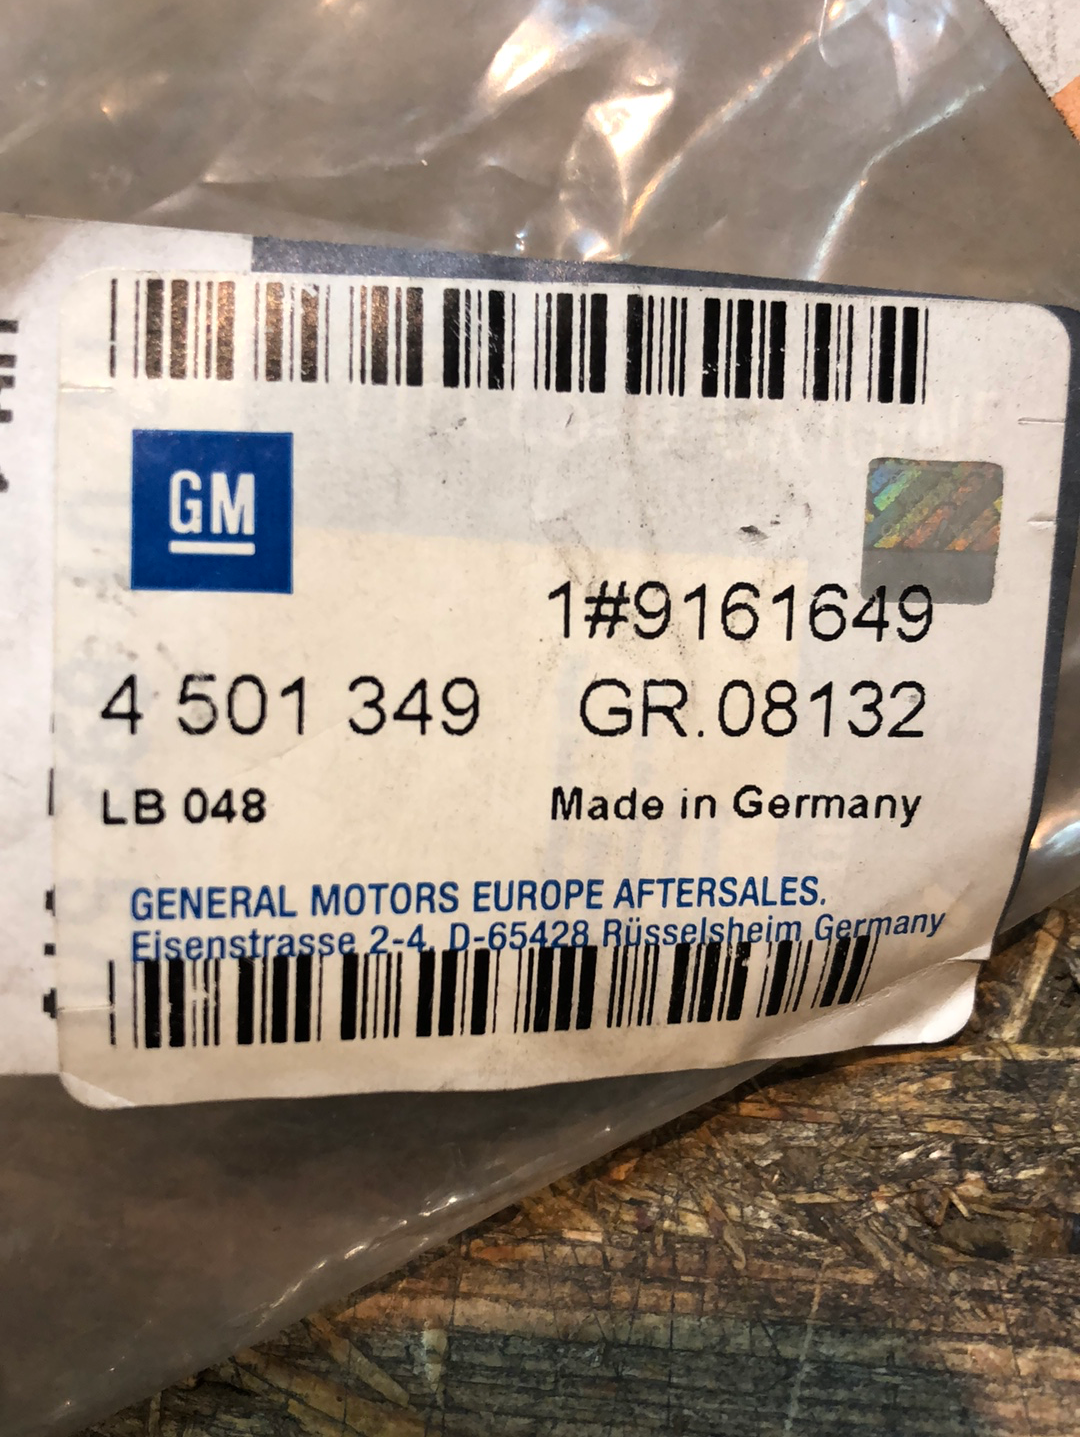 GM
1#9161649
4 501 349 GR.08132
LB 048 Made in Germany
GENERAL MOTORS EUROPE AFTERSALES.
Eisenstrasse 2-4, D-65428 Rüsselsheim Germany